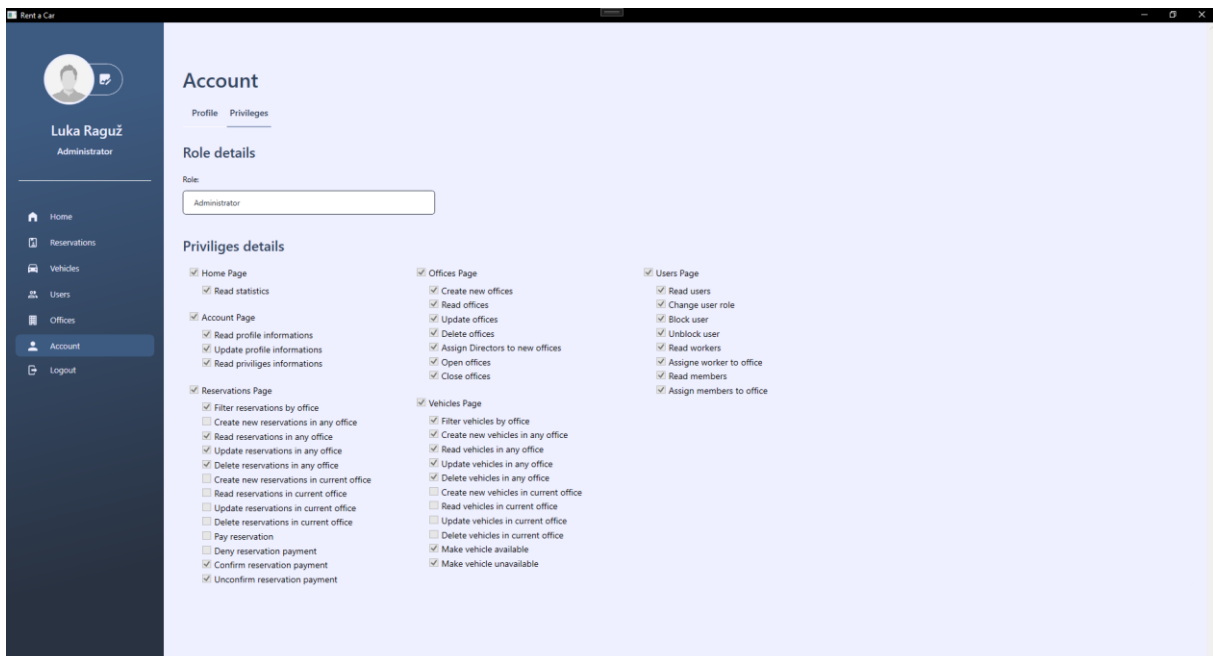 Rent a Car
Luka Raguž
Administrator
Home
Reservations
Vehicles
Users
Offices
Account
Logout
Account
Profile Privileges
Role details
Role:
Administrator
Priviliges details
Home Page
Read statistics
Account Page
Read profile informations
Update profile informations
Read priviliges informations
Reservations Page
Filter reservations by office
Create new reservations in any office
Read reservations in any office
Update reservations in any office
Delete reservations in any office
Create new reservations in current office
Read reservations in current office
Update reservations in current office
Delete reservations in current office
Pay reservation
Deny reservation payment
Confirm reservation payment
Unconfirm reservation payment
Offices Page
Create new offices
Read offices
Update offices
Delete offices
Assign Directors to new offices
Open offices
Close offices
Vehicles Page
Filter vehicles by office
Create new vehicles in any office
Read vehicles in any office
Update vehicles in any office
Delete vehicles in any office
Create new vehicles in current office
Read vehicles in current office
Update vehicles in current office
Delete vehicles in current office
Make vehicle available
Make vehicle unavailable
Users Page
Read users
Change user role
Block user
Unblock user
Read workers
Assigne worker to office
Read members
Assign members to office